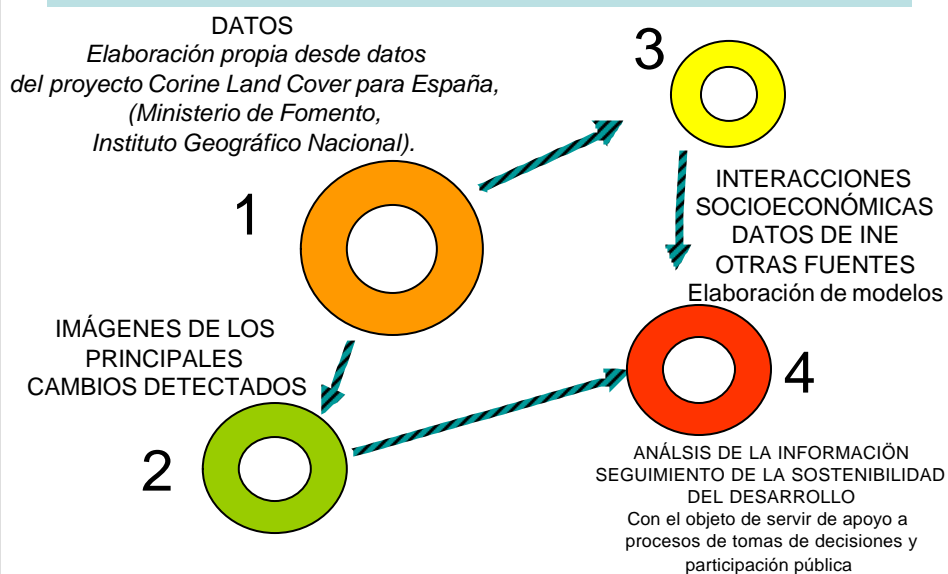 DATOS
Elaboración propia desde datos
del proyecto Corine Land Cover para España,
(Ministerio de Fomento,
Instituto Geográfico Nacional).
1
IMÁGENES DE LOS
PRINCIPALES
CAMBIOS DETECTADOS
2
3
INTERACCIONES
SOCIOECONÓMICAS
DATOS DE INE
OTRAS FUENTES
Elaboración de modelos
4
ANÁLSIS DE LA INFORMACIÖN
SEGUIMIENTO DE LA SOSTENIBILIDAD
DEL DESARROLLO
Con el objeto de servir de apoyo a
procesos de tomas de decisiones y
participación pública